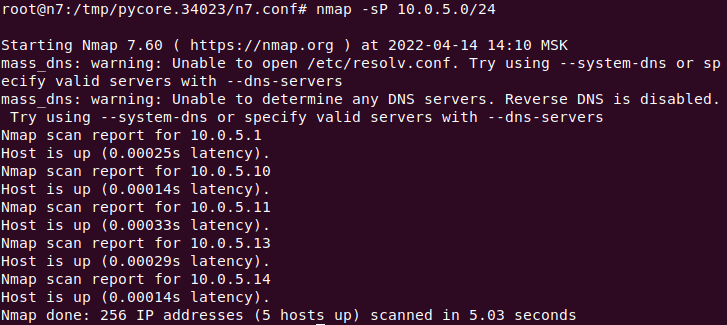 root@n7:/tmp/pycore.34023/n7.conf# nmap -sP 10.0.5.0/24
Starting Nmap 7.60 ( https://nmap.org ) at 2022-04-14 14:10 MSK
mass_dns: warning: Unable to open /etc/resolv.conf. Try using --system-dns or sp
ecify valid servers with --dns-servers
mass_dns: warning: Unable to determine any DNS servers. Reverse DNS is disabled.
 Try using --system-dns or specify valid servers with --dns-servers
Nmap scan report for 10.0.5.1
Host is up (0.00025s latency).
Nmap scan report for 10.0.5.10
Host is up (0.00014s latency).
Nmap scan report for 10.0.5.11
Host is up (0.00033s latency).
Nmap scan report for 10.0.5.13
Host is up (0.00029s latency).
Nmap scan report for 10.0.5.14
Host is up (0.00014s latency).
Nmap done: 256 IP addresses (5 hosts up) scanned in 5.03 seconds